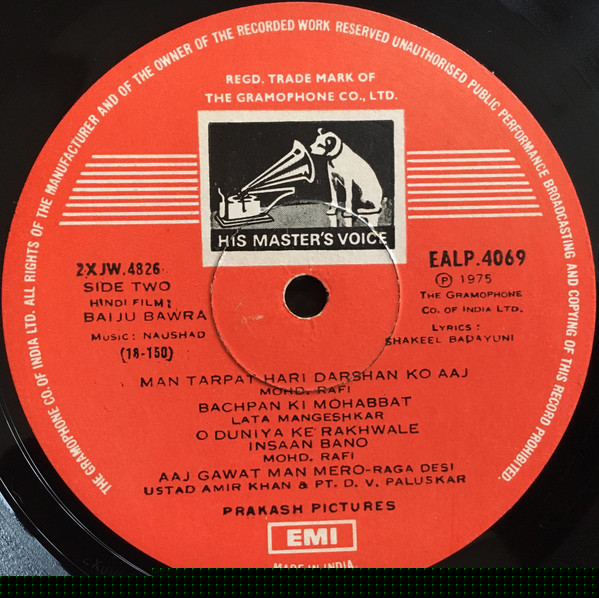 THE GRAMOPHONE CO. OF INDIA LTD. ALL RIGHTS OF THE MANUFACTURER AND OF THE OWNER OF THE RECORDED WORK RESERVED UNAUTHORISED PUBLIC PERFORMANCE BROADCASTING AND COPYING OF THIS RECORD PROHIBITED.
REGD. TRADE MARK OF
THE GRAMOPHONE CO., LTD.
HIS MASTER'S VOICE
2XJW.4826
SIDE TWO
HINDI FILM:
BAIJU BAWRA
MUSIC: NAUSHAD
(18-150)
EALP.4069
Ⓟ 1975
THE GRAMOPHONE
CO. OF INDIA LTD.
LYRICS:
SHAKEEL BADAYUNI
MAN TARPAT HARI DARSHAN KO AAJ
MOHD. RAFI
BACHPAN KI MOHABBAT
LATA MANGESHKAR
O DUNIYA KE RAKHWALE
INSAAN BANO
MOHD. RAFI
AAJ GAWAT MAN MERO-RAGA DESI
USTAD AMIR KHAN & PT. D. V. PALUSKAR
PRAKASH PICTURES
EMI
MADE IN INDIA